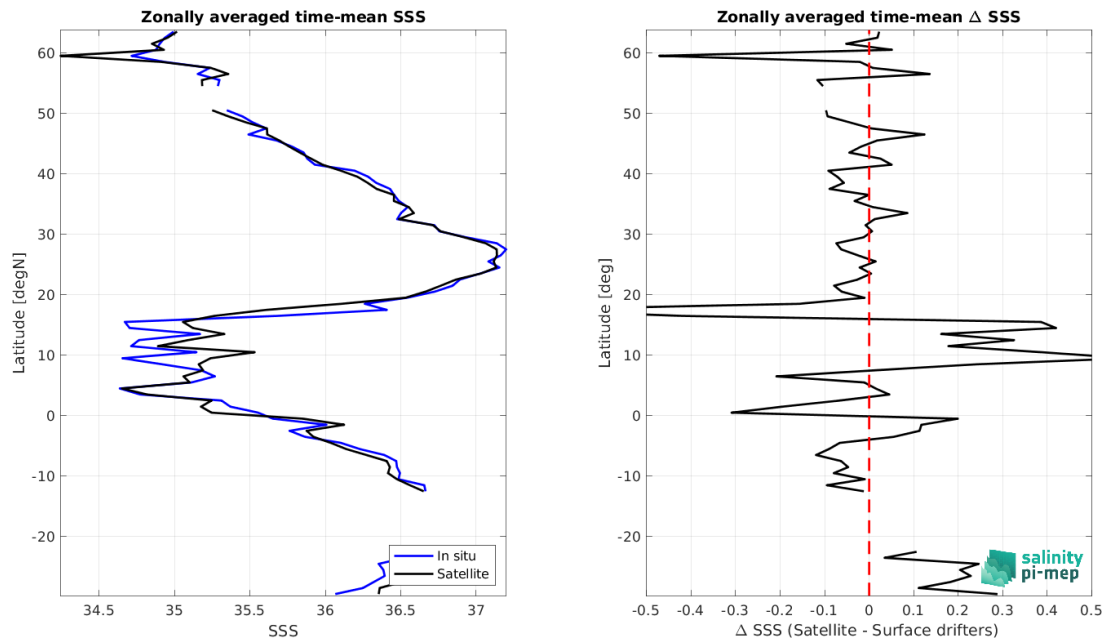 Zonally averaged time-mean SSS
60
50
40
30
20
10
0
-10
-20
Latitude [degN]
34.5 35 35.5 36 36.5 37
SSS
In situ
Satellite
Zonally averaged time-mean Δ SSS
60
50
40
30
20
10
0
-10
-20
Latitude [deg]
-0.5 -0.4 -0.3 -0.2 -0.1 0 0.1 0.2 0.3 0.4 0.5
Δ SSS (Satellite - Surface drifters)
salinity
pi-mep